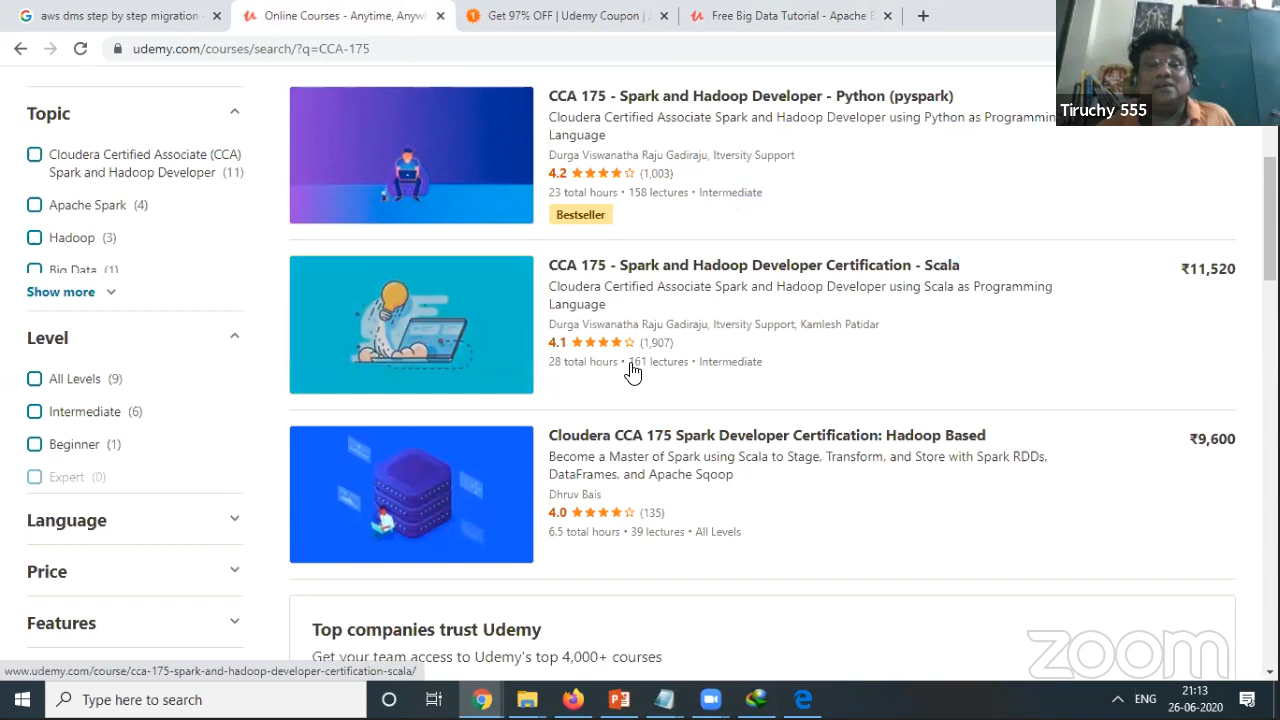 aws dms step by step migration -
Online Courses - Anytime, Anyw
Get 97% OFF | Udemy Coupon |
Free Big Data Tutorial - Apache
udemy.com/courses/search/?q=CCA-175
Tiruchy 555
Topic
Cloudera Certified Associate (CCA)
Spark and Hadoop Developer (11)
Apache Spark (4)
Hadoop (3)
Big Data (1)
Show more
Level
All Levels (9)
Intermediate (6)
Beginner (1)
Expert (0)
Language
Price
Features
CCA 175 - Spark and Hadoop Developer - Python (pyspark)
Cloudera Certified Associate Spark and Hadoop Developer using Python as Programmin
Language
Durga Viswanatha Raju Gadiraju, Itversity Support
4.2 (1,003)
23 total hours • 158 lectures • Intermediate
Bestseller
CCA 175 - Spark and Hadoop Developer Certification - Scala
₹11,520
Cloudera Certified Associate Spark and Hadoop Developer using Scala as Programming
Language
Durga Viswanatha Raju Gadiraju, Itversity Support, Kamlesh Patidar
4.1 (1,907)
28 total hours • 161 lectures • Intermediate
Cloudera CCA 175 Spark Developer Certification: Hadoop Based
₹9,600
Become a Master of Spark using Scala to Stage, Transform, and Store with Spark RDDs,
DataFrames, and Apache Sqoop
Dhruv Bais
4.0 (135)
6.5 total hours • 39 lectures • All Levels
Top companies trust Udemy
Get your team access to Udemy's top 4,000+ courses
zoom
www.udemy.com/course/cca-175-spark-and-hadoop-developer-certification-scala/
Type here to search
ENG
21:13
26-06-2020